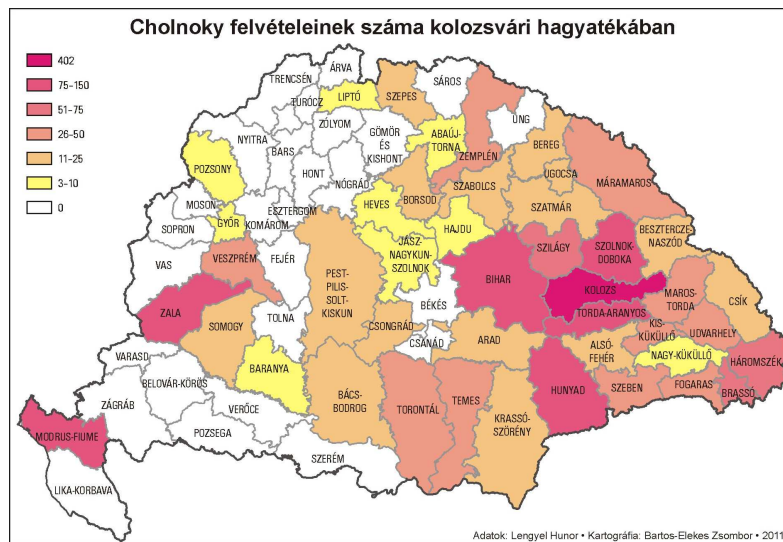 Cholnoky felvételeinek száma kolozsvári hagyatékában
402
75-150
51-75
26-50
11-25
3-10
0
ÁRVA
TRENCSÉN
TURÓCZ
LIPTÓ
SZEPES
SÁROS
ZÓLYOM
GÖMÖR
ÉS
KISHONT
ABAÚJ-
TORNA
ZEMPLÉN
UNG
NYITRA
BARS
HONT
NÓGRÁD
BEREG
UGOCSA
MÁRAMAROS
POZSONY
BORSOD
SZABOLCS
SZATMÁR
MOSON
GYŐR
KOMÁROM
ESZTERGOM
HEVES
HAJDU
SOPRON
JÁSZ-
NAGYKUN-
SZOLNOK
SZILÁGY
SZOLNOK-
DOBOKA
BESZTERCZE-
NASZÓD
VAS
VESZPRÉM
FEJÉR
PEST-
PILIS-
SOLT-
KISKUN
BIHAR
KOLOZS
MAROS-
TORDA
CSÍK
ZALA
SOMOGY
TOLNA
BÉKÉS
CSONGRÁD
CSANÁD
ARAD
TORDA-ARANYOS
KIS-
KÜKÜLLŐ
UDVARHELY
ALSÓ-
FEHÉR
NAGY-KÜKÜLLŐ
HÁROMSZÉK
VARASD
BARANYA
BELOVÁR-KÖRÖS
ZÁGRÁB
VERŐCE
BÁCS-
BODROG
TORONTÁL
TEMES
HUNYAD
SZEBEN
FOGARAS
BRASSÓ
KRASSÓ-
SZÖRÉNY
MODRUS-FIUME
POZSEGA
SZERÉM
LIKA-KORBAVA
Adatok: Lengyel Hunor • Kartográfia: Bartos-Elekes Zsombor • 2011